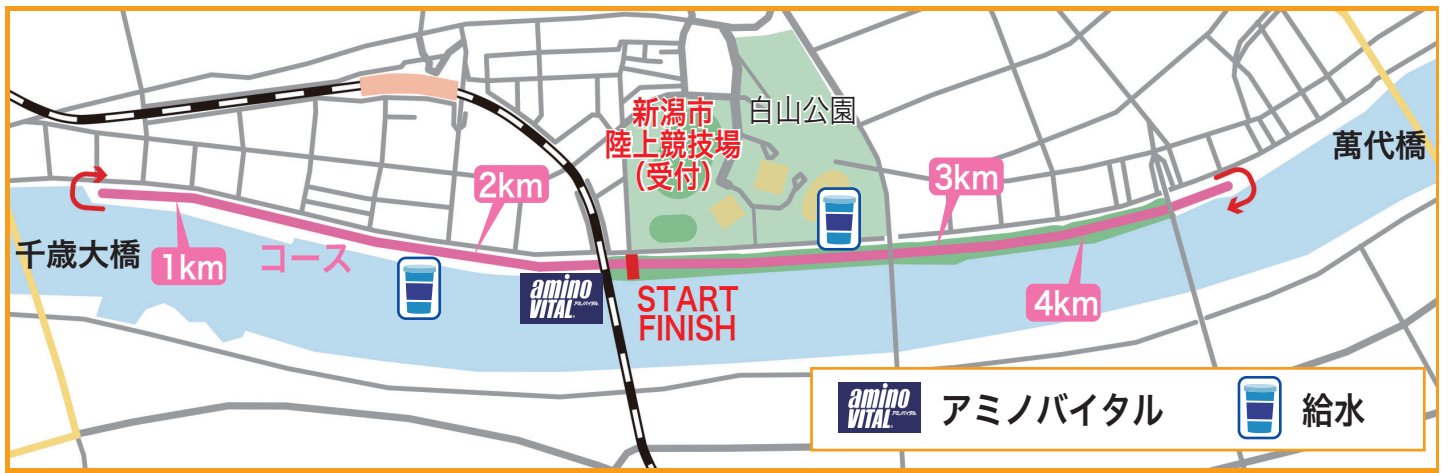 新潟市
陸上競技場
(受付)
白山公園
萬代橋
2km
3km
千歳大橋
1km
コース
amino
VITAL アミノバイタル
START
FINISH
4km
amino
VITAL アミノバイタル
アミノバイタル
給水